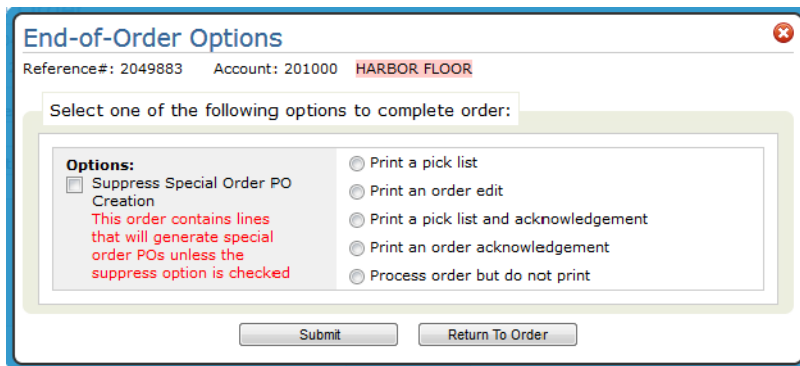 End-of-Order Options
Reference#: 2049883 Account: 201000 HARBOR FLOOR
Select one of the following options to complete order:
Options:
Suppress Special Order PO
Creation
This order contains lines
that will generate special
order POs unless the
suppress option is checked
Print a pick list
Print an order edit
Print a pick list and acknowledgement
Print an order acknowledgement
Process order but do not print
Submit
Return To Order